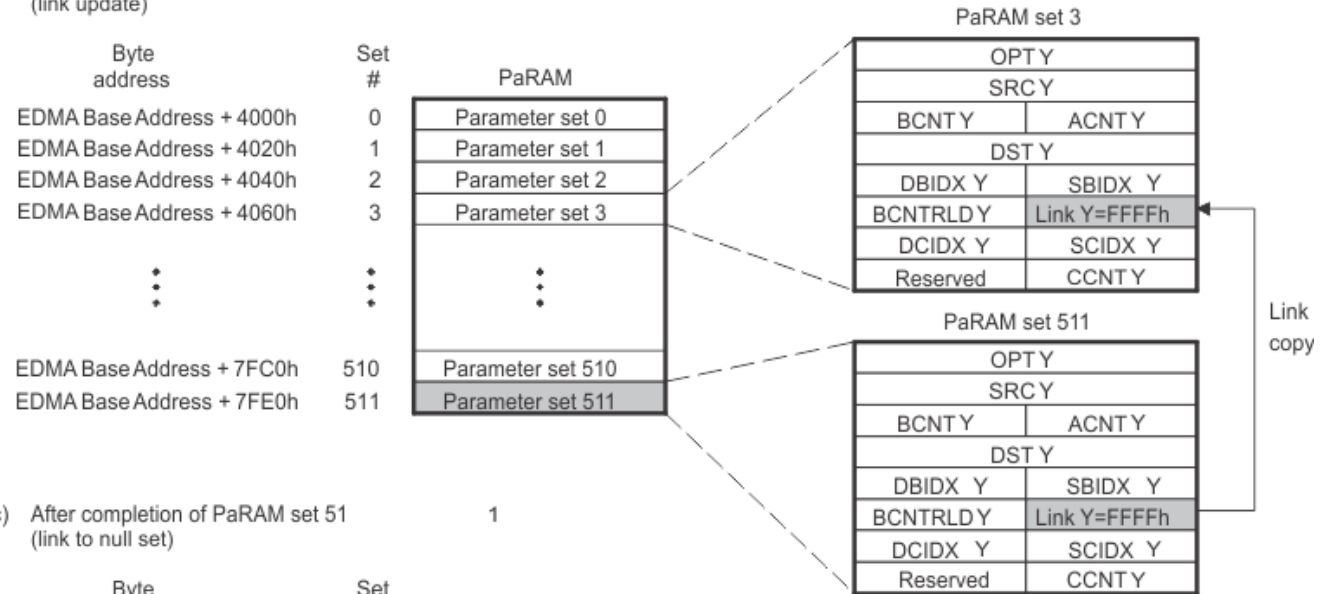 (link update)
Byte address
Set #
PaRAM
EDMA Base Address + 4000h 0 Parameter set 0
EDMA Base Address + 4020h 1 Parameter set 1
EDMA Base Address + 4040h 2 Parameter set 2
EDMA Base Address + 4060h 3 Parameter set 3
EDMA Base Address + 7FC0h 510 Parameter set 510
EDMA Base Address + 7FE0h 511 Parameter set 511
PaRAM set 3
OPT Y
SRC Y
BCNT Y ACNT Y
DST Y
DBIDX Y SBIDX Y
BCNTRLD Y Link Y=FFFFh
DCIDX Y SCIDX Y
Reserved CCNT Y
PaRAM set 511
OPT Y
SRC Y
BCNT Y ACNT Y
DST Y
DBIDX Y SBIDX Y
BCNTRLD Y Link Y=FFFFh
DCIDX Y SCIDX Y
Reserved CCNT Y
Link
copy
) After completion of PaRAM set 51 1
(link to null set)
Byte Set